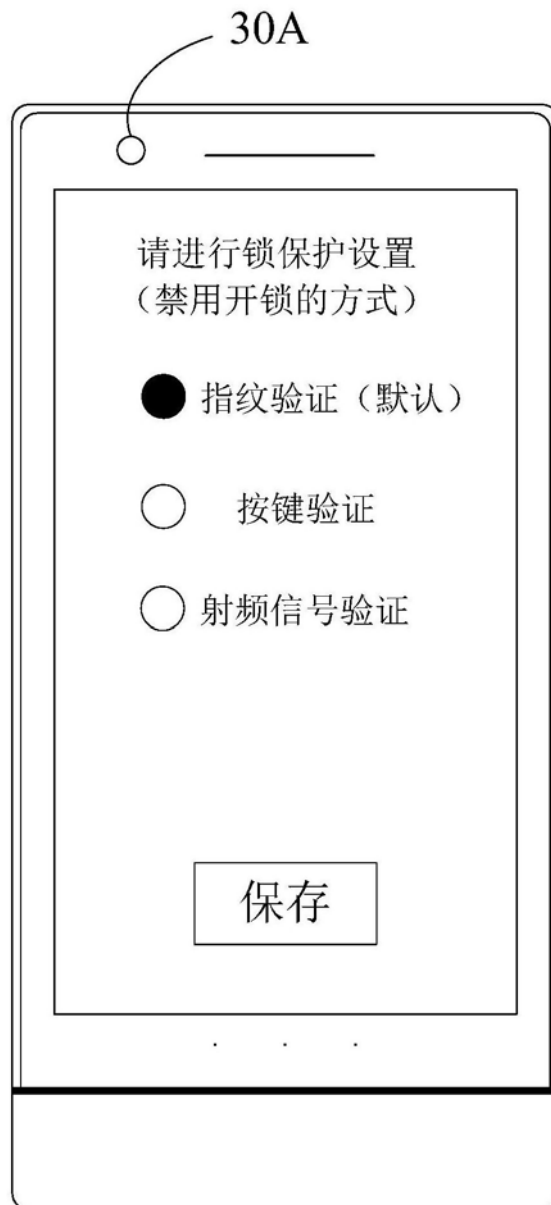 30A
请进行锁保护设置
（禁用开锁的方式）
指纹验证（默认）
按键验证
射频信号验证
保存